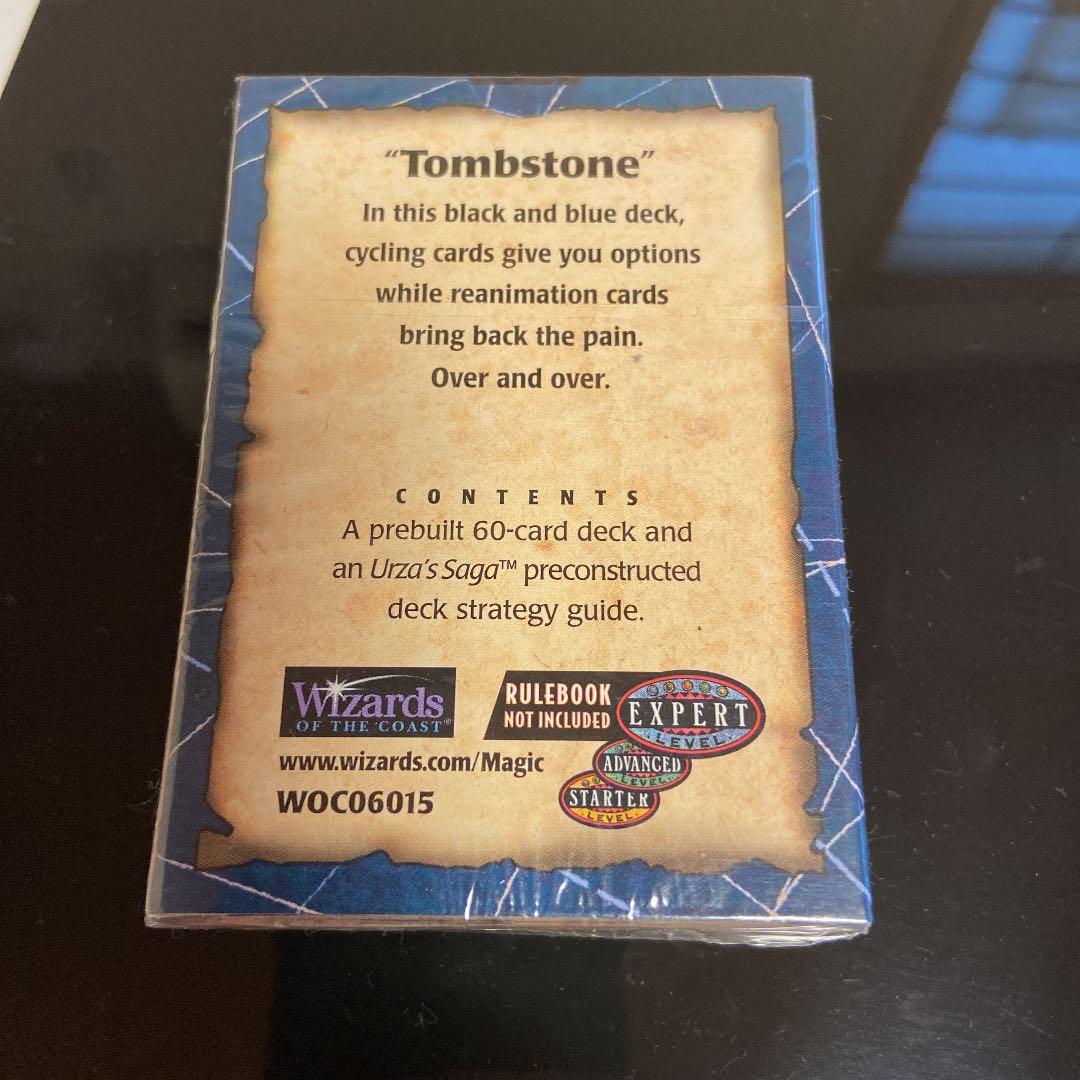 “Tombstone”
In this black and blue deck,
cycling cards give you options
while reanimation cards
bring back the pain.
Over and over.
CONTENTS
A prebuilt 60-card deck and
an Urza's Saga™ preconstructed
deck strategy guide.
Wizards
OF THE COAST®
www.wizards.com/Magic
WOC06015
RULEBOOK
NOT INCLUDED
EXPERT
LEVEL
ADVANCED
LEVEL
STARTER
LEVEL